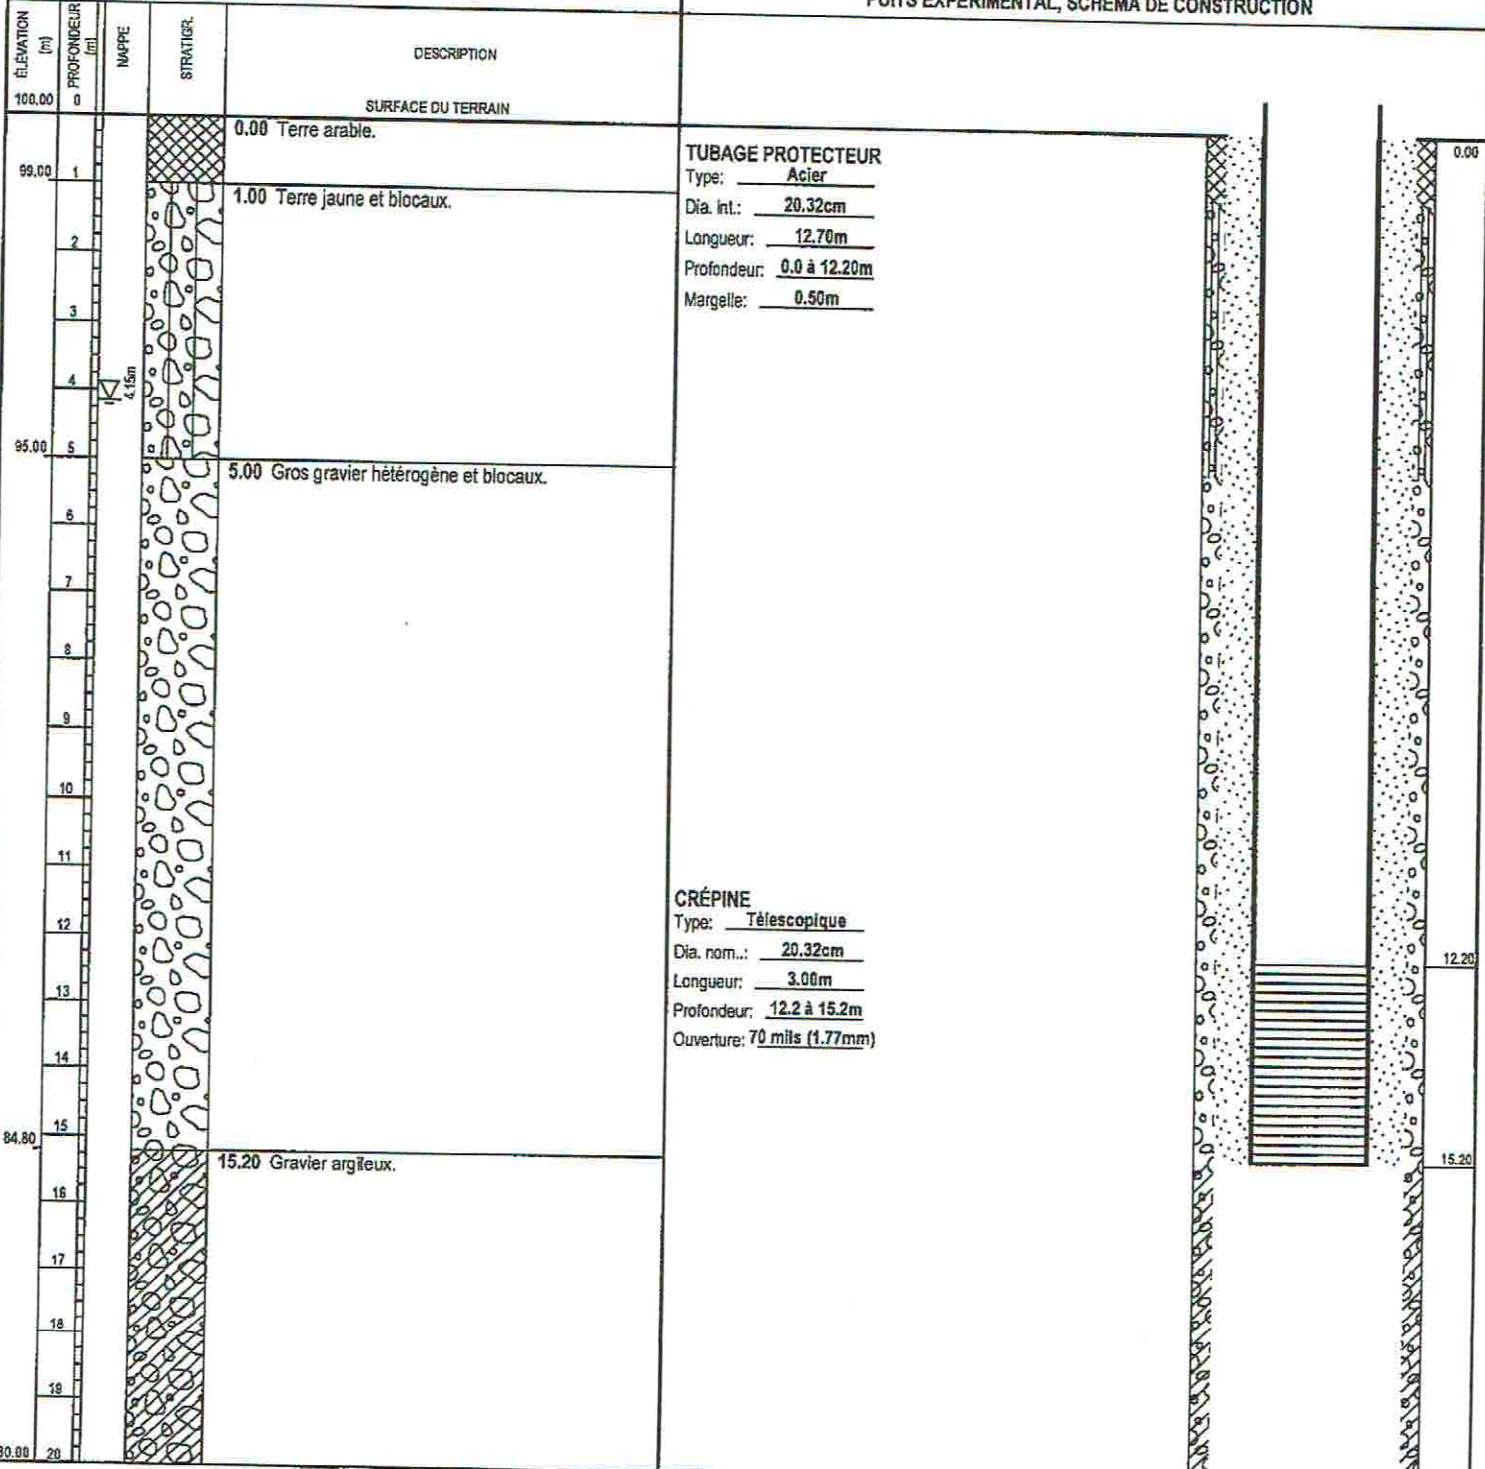 PUITS EXPÉRIMENTAL, SCHÉMA DE CONSTRUCTION
ÉLÉVATION (m)
PROFONDEUR (m)
NAPPE
STRATIGR.
DESCRIPTION
SURFACE DU TERRAIN
100.00 0
0.00 Terre arable.
99.00 1
1.00 Terre jaune et blocaux.
2
3
4
4.15m
95.00 5
5.00 Gros gravier hétérogène et blocaux.
6
7
8
9
10
11
12
13
14
84.80 15
15.20 Gravier argileux.
16
17
18
19
20
TUBAGE PROTECTEUR
Type: Acier
Dia. int.: 20.32cm
Longueur: 12.70m
Profondeur: 0.0 à 12.20m
Margelle: 0.50m
CRÉPINE
Type: Télescopique
Dia. nom..: 20.32cm
Longueur: 3.00m
Profondeur: 12.2 à 15.2m
Ouverture: 70 mils (1.77mm)
0.00
12.20
15.20